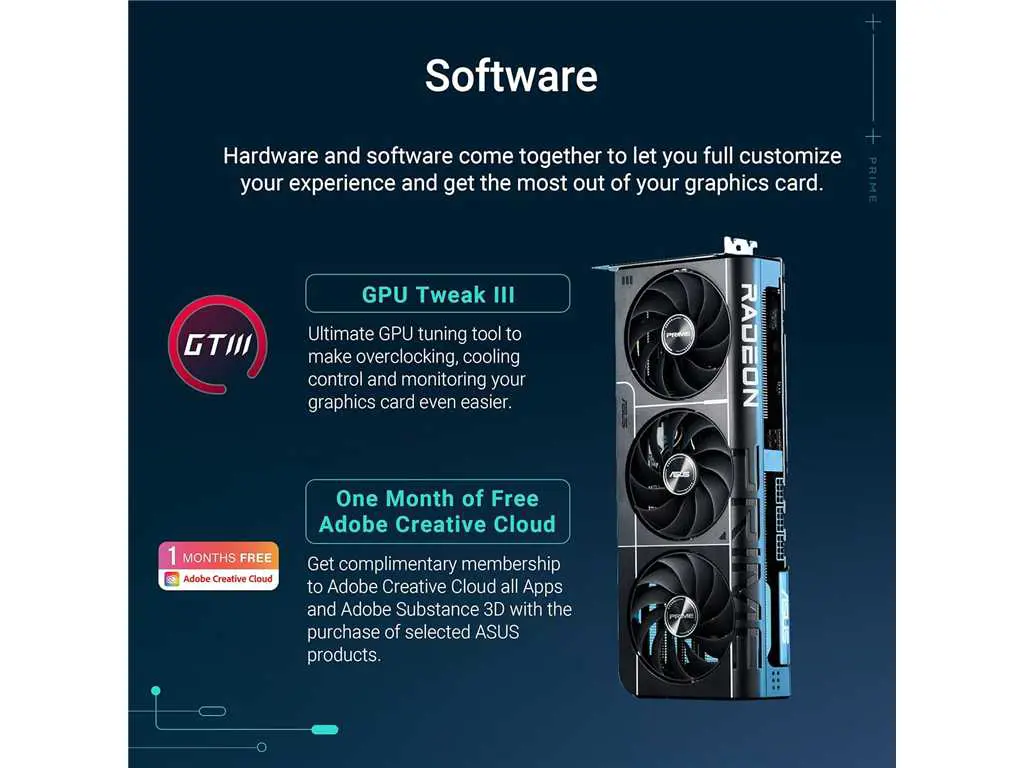 Software
PRIME
Hardware and software come together to let you full customize
your experience and get the most out of your graphics card.
GPU Tweak III
GTIII
Ultimate GPU tuning tool to
make overclocking, cooling
control and monitoring your
graphics card even easier.
One Month of Free
Adobe Creative Cloud
1 MONTHS FREE
Adobe Creative Cloud
Get complimentary membership
to Adobe Creative Cloud all Apps
and Adobe Substance 3D with the
purchase of selected ASUS
products.
RADEON
PRIME
ASUS
ASUS
PRIME
PRIME
ASUS